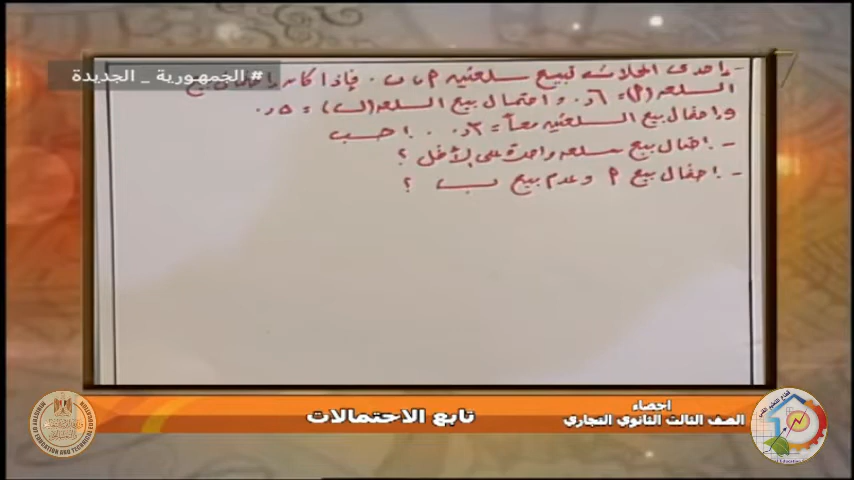 # الجمهورية _ الجديدة
- إحدى المحلات تبيع سلعتين أ، ب . فإذا كان احتمال بيع
السلعة (أ) = ٦ر. واحتمال بيع السلعة (ب) = ٥ر.
واحتمال بيع السلعتين معاً = ٣ر. . احسب
- احتمال بيع سلعة واحدة على الأقل ؟
- احتمال بيع أ وعدم بيع ب ؟
احصاء
الصف الثالث الثانوي التجاري
تابع الاحتمالات